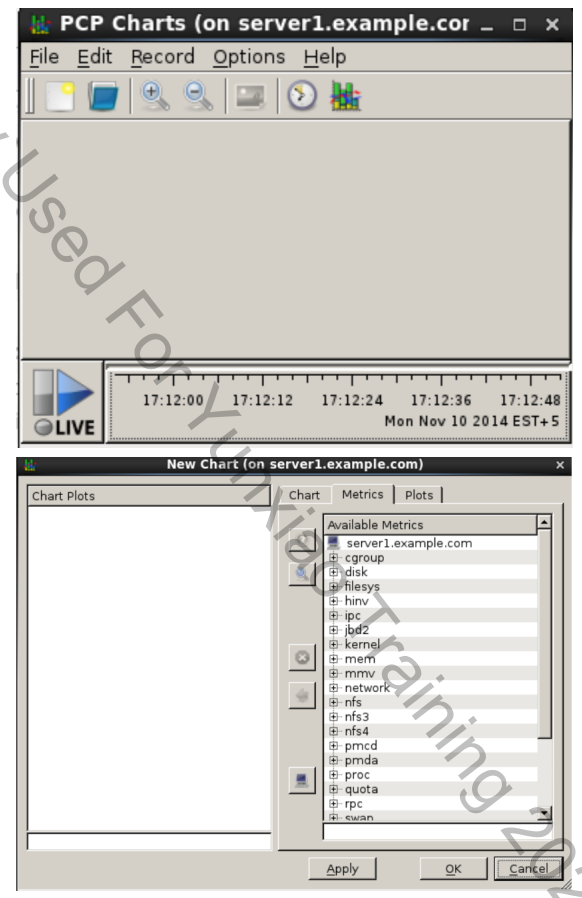 PCP Charts (on server1.example.cor
File Edit Record Options Help
LIVE
17:12:00 17:12:12 17:12:24 17:12:36 17:12:48
Mon Nov 10 2014 EST+5
New Chart (on server1.example.com)
Chart Plots
Chart Metrics Plots
Available Metrics
server1.example.com
cgroup
disk
filesys
hinv
ipc
jbd2
kernel
mem
mmv
network
nfs
nfs3
nfs4
pmcd
pmda
proc
quota
rpc
swap
Apply OK Cancel
Used For Yunxiao Training 202